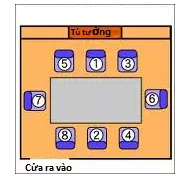 Tủ tường
⑤ ① ③
⑦ ⑥
⑧ ② ④
Cửa ra vào